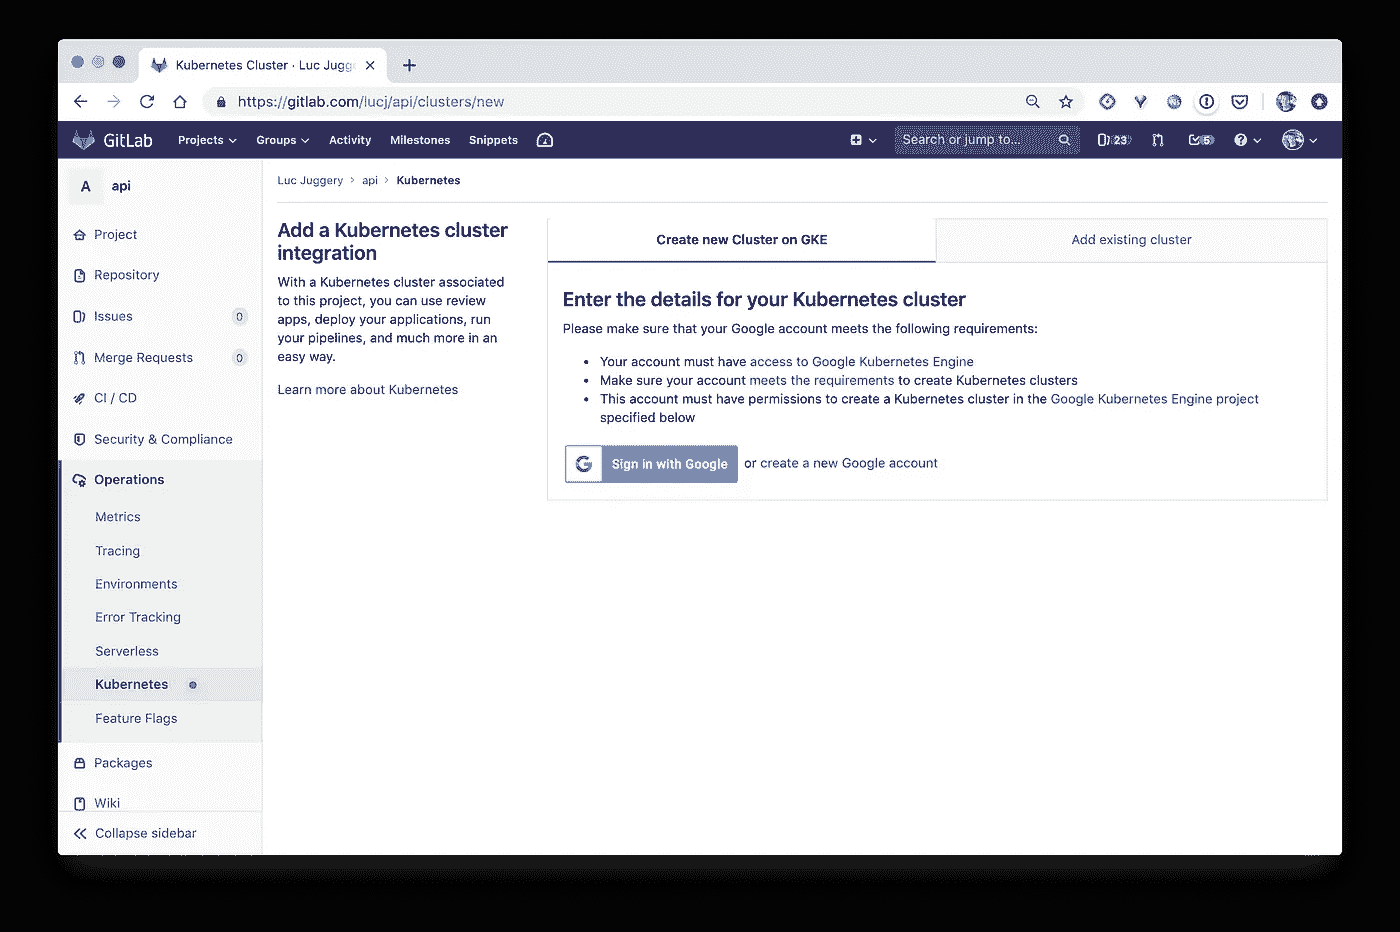 Kubernetes Cluster · Luc Jugg
https://gitlab.com/lucj/api/clusters/new
GitLab Projects Groups Activity Milestones Snippets Search or jump to... 23 5
A api
Project
Repository
Issues 0
Merge Requests 0
CI / CD
Security & Compliance
Operations
Metrics
Tracing
Environments
Error Tracking
Serverless
Kubernetes
Feature Flags
Packages
Wiki
Collapse sidebar
Luc Juggery > api > Kubernetes
Add a Kubernetes cluster
integration
With a Kubernetes cluster associated
to this project, you can use review
apps, deploy your applications, run
your pipelines, and much more in an
easy way.
Learn more about Kubernetes
Create new Cluster on GKE Add existing cluster
Enter the details for your Kubernetes cluster
Please make sure that your Google account meets the following requirements:
• Your account must have access to Google Kubernetes Engine
• Make sure your account meets the requirements to create Kubernetes clusters
• This account must have permissions to create a Kubernetes cluster in the Google Kubernetes Engine project
specified below
G Sign in with Google or create a new Google account